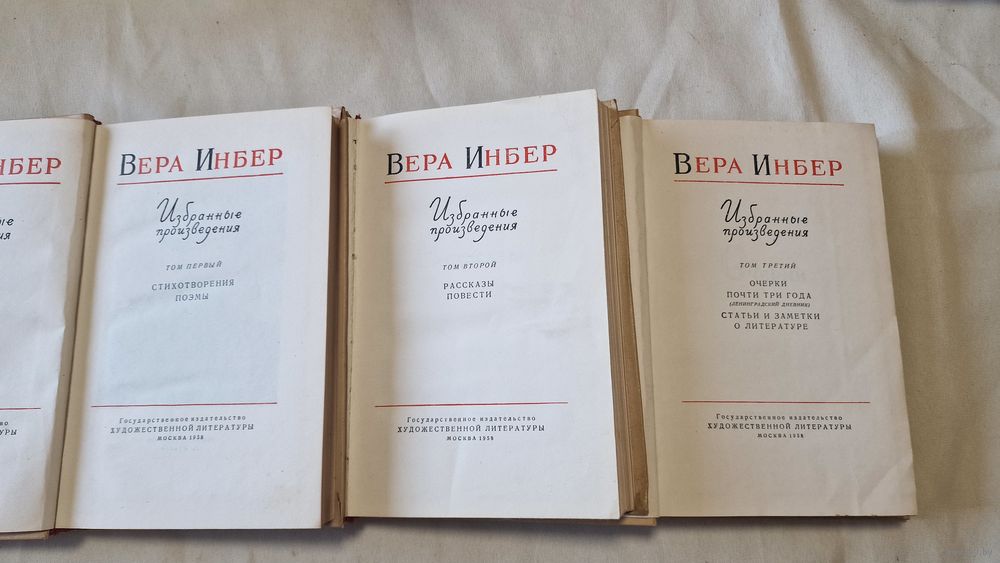 НБЕР
ВЕРА ИНБЕР
Избранные
произведения
ТОМ ПЕРВЫЙ
СТИХОТВОРЕНИЯ
ПОЭМЫ
Государственное издательство
ХУДОЖЕСТВЕННОЙ ЛИТЕРАТУРЫ
МОСКВА 1958
ВЕРА ИНБЕР
Избранные
произведения
ТОМ ВТОРОЙ
РАССКАЗЫ
ПОВЕСТИ
Государственное издательство
ХУДОЖЕСТВЕННОЙ ЛИТЕРАТУРЫ
МОСКВА 1958
ВЕРА ИНБЕР
Избранные
произведения
ТОМ ТРЕТИЙ
ОЧЕРКИ
ПОЧТИ ТРИ ГОДА
(ЛЕНИНГРАДСКИЙ ДНЕВНИК)
СТАТЬИ И ЗАМЕТКИ
О ЛИТЕРАТУРЕ
Государственное издательство
ХУДОЖЕСТВЕННОЙ ЛИТЕРАТУРЫ
МОСКВА 1958